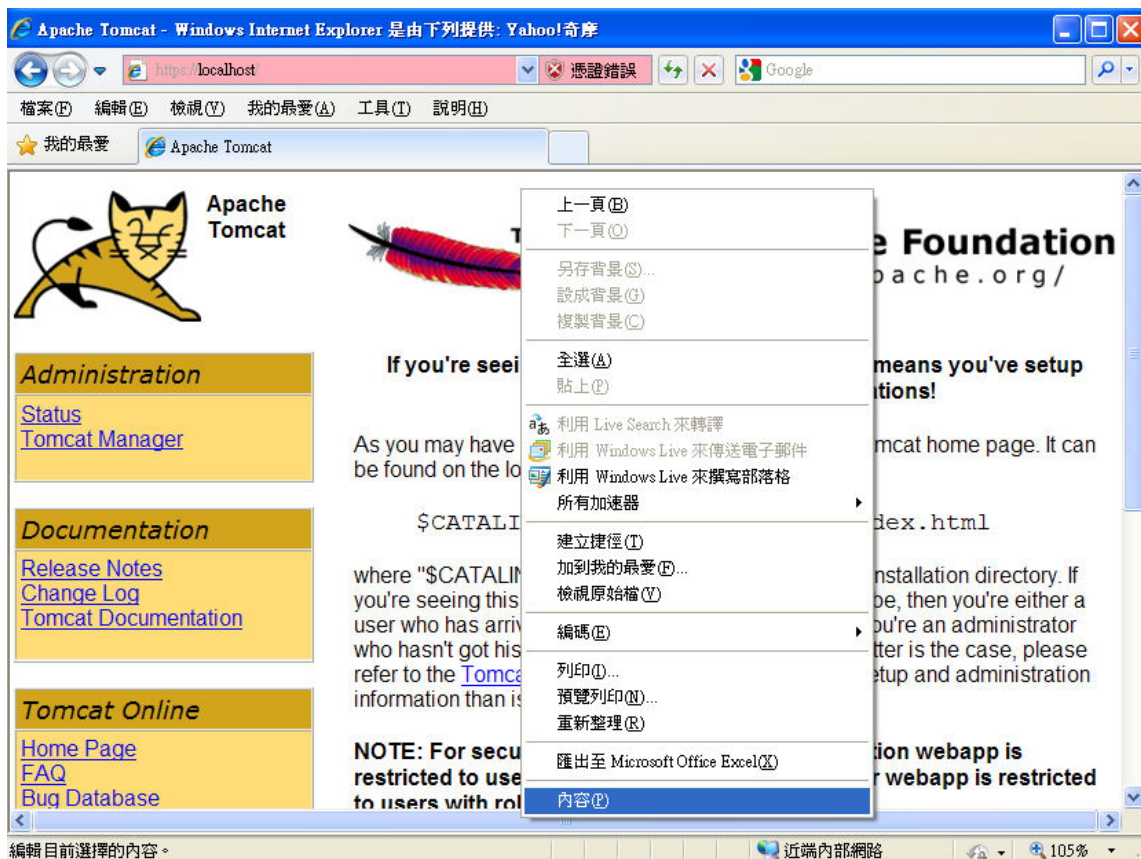 Apache Tomcat - Windows Internet Explorer 是由下列提供: Yahoo!奇摩
https://localhost/
憑證錯誤
Google
檔案(F) 編輯(E) 檢視(V) 我的最愛(A) 工具(T) 說明(H)
我的最愛
Apache Tomcat
Apache
Tomcat
e Foundation
pache.org/
Administration
Status
Tomcat Manager
Documentation
Release Notes
Change Log
Tomcat Documentation
Tomcat Online
Home Page
FAQ
Bug Database
If you're seei
means you've setup
tions!
As you may have
mcat home page. It can
be found on the lo
$CATALI
dex.html
where "$CATALIN
nstallation directory. If
you're seeing this
be, then you're either a
user who has arriv
ou're an administrator
who hasn't got his
tter is the case, please
refer to the Tomca
etup and administration
information than is
NOTE: For secu
tion webapp is
restricted to use
r webapp is restricted
to users with rol
上一頁(B)
下一頁(O)
另存背景(S)...
設成背景(G)
複製背景(C)
全選(A)
貼上(P)
利用 Live Search 來轉譯
利用 Windows Live 來傳送電子郵件
利用 Windows Live 來撰寫部落格
所有加速器
建立捷徑(T)
加到我的最愛(F)...
檢視原始檔(V)
編碼(E)
列印(I)...
預覽列印(N)...
重新整理(R)
匯出至 Microsoft Office Excel(X)
內容(P)
編輯目前選擇的內容。
近端內部網路
105%